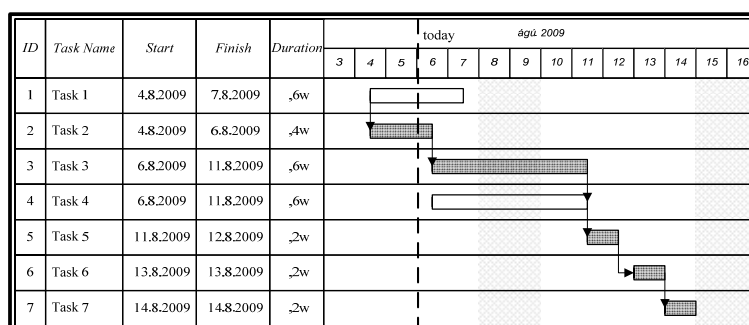 today ágú. 2009
ID Task Name Start Finish Duration
3 4 5 6 7 8 9 10 11 12 13 14 15 16
1 Task 1 4.8.2009 7.8.2009 ,6w
2 Task 2 4.8.2009 6.8.2009 ,4w
3 Task 3 6.8.2009 11.8.2009 ,6w
4 Task 4 6.8.2009 11.8.2009 ,6w
5 Task 5 11.8.2009 12.8.2009 ,2w
6 Task 6 13.8.2009 13.8.2009 ,2w
7 Task 7 14.8.2009 14.8.2009 ,2w